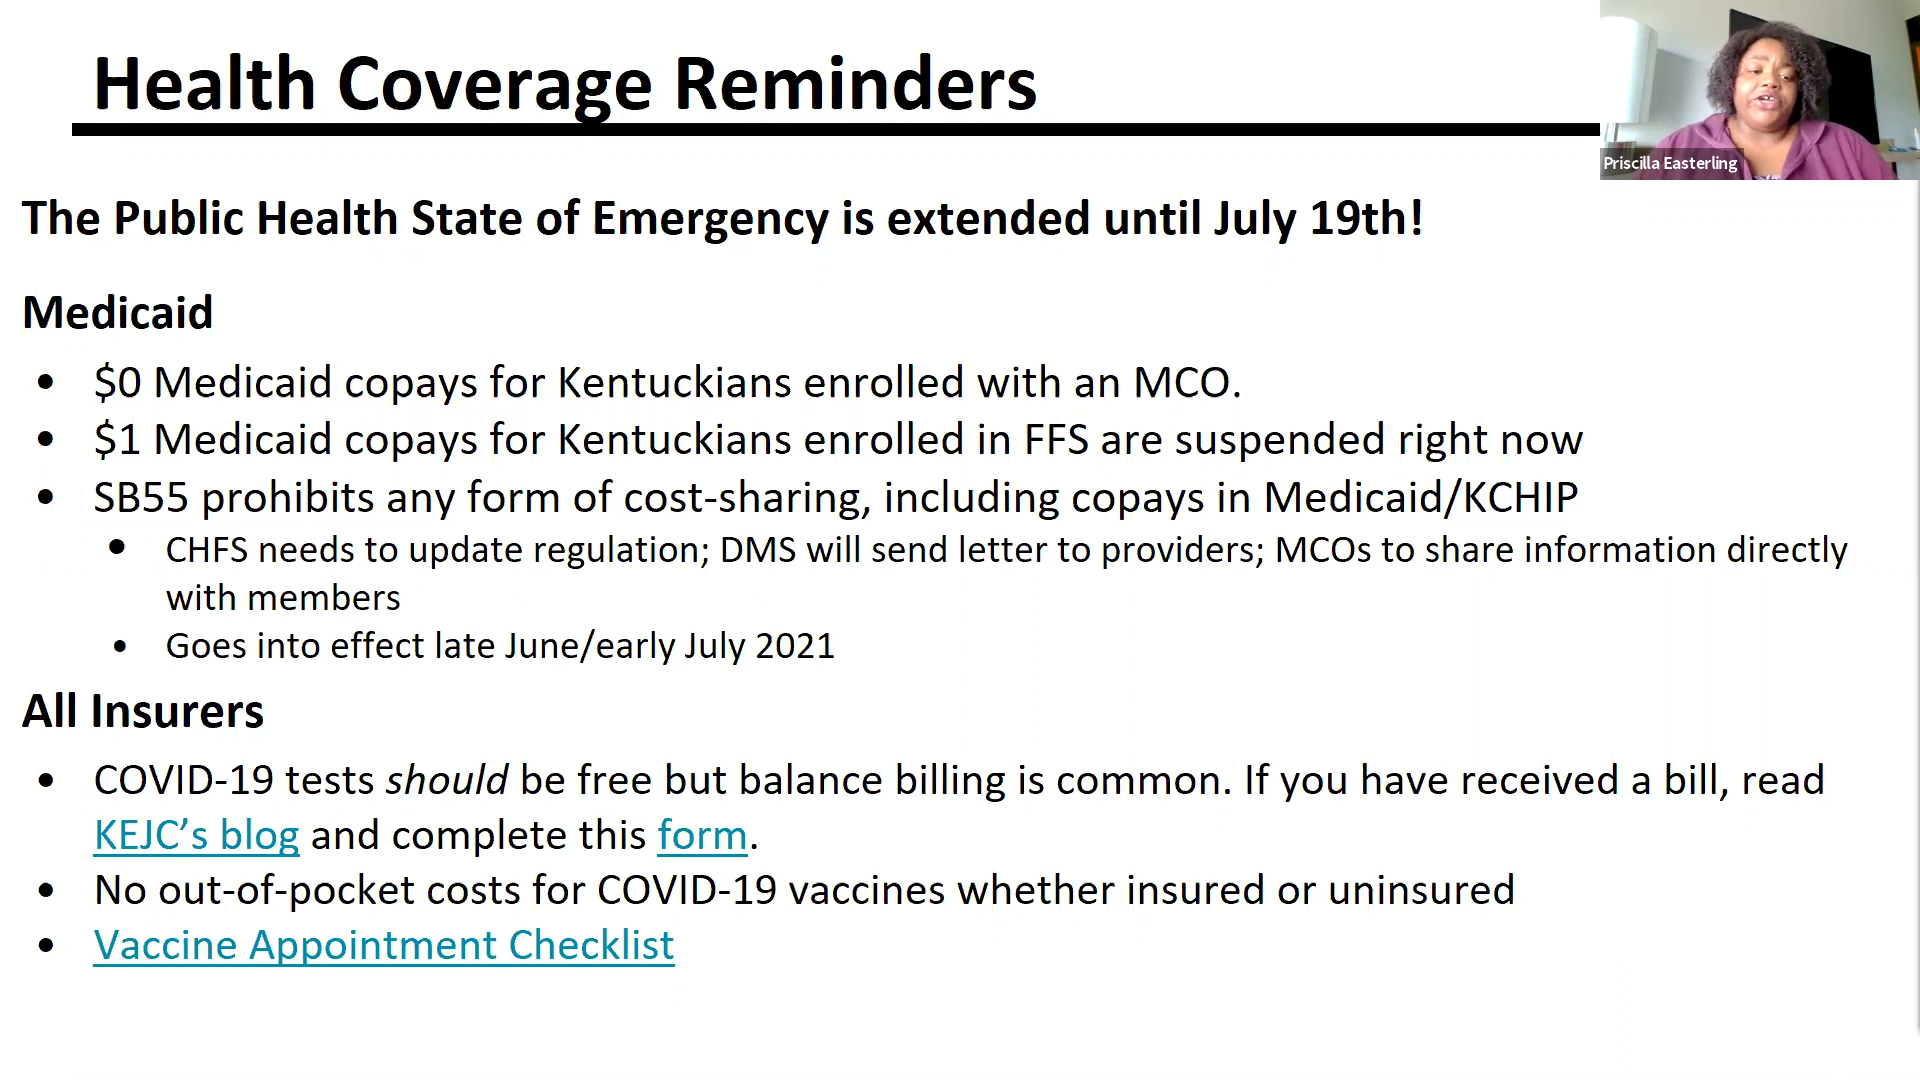 Health Coverage Reminders
Priscilla Easterling
The Public Health State of Emergency is extended until July 19th!
Medicaid
• $0 Medicaid copays for Kentuckians enrolled with an MCO.
• $1 Medicaid copays for Kentuckians enrolled in FFS are suspended right now
• SB55 prohibits any form of cost-sharing, including copays in Medicaid/KCHIP
• CHFS needs to update regulation; DMS will send letter to providers; MCOs to share information directly
with members
• Goes into effect late June/early July 2021
All Insurers
• COVID-19 tests should be free but balance billing is common. If you have received a bill, read
KEJC’s blog and complete this form.
• No out-of-pocket costs for COVID-19 vaccines whether insured or uninsured
• Vaccine Appointment Checklist